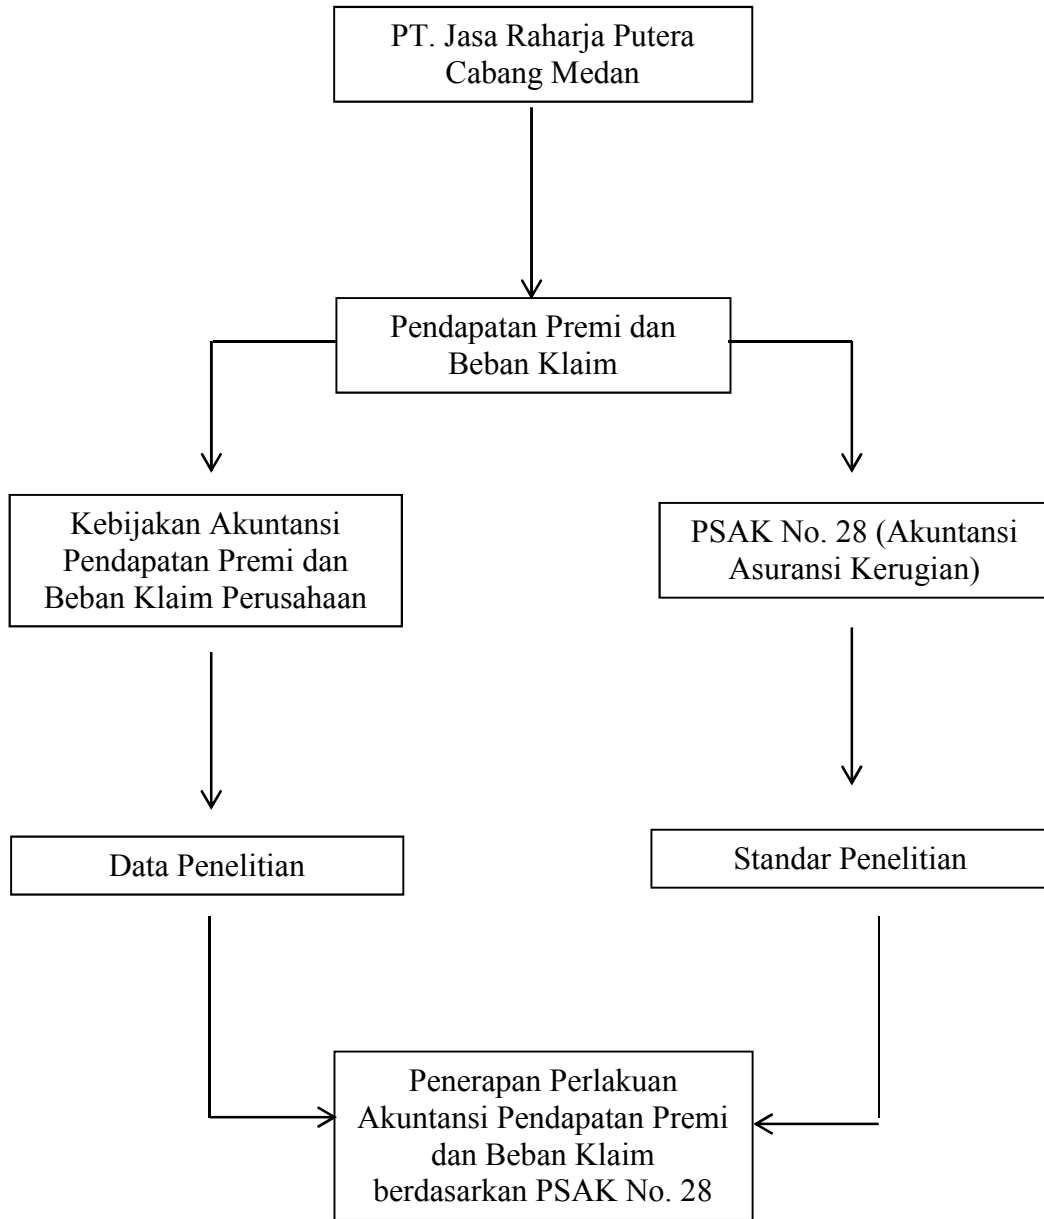 PT. Jasa Raharja Putera
Cabang Medan
Pendapatan Premi dan
Beban Klaim
Kebijakan Akuntansi
Pendapatan Premi dan
Beban Klaim Perusahaan
PSAK No. 28 (Akuntansi
Asuransi Kerugian)
Data Penelitian
Standar Penelitian
Penerapan Perlakuan
Akuntansi Pendapatan Premi
dan Beban Klaim
berdasarkan PSAK No. 28